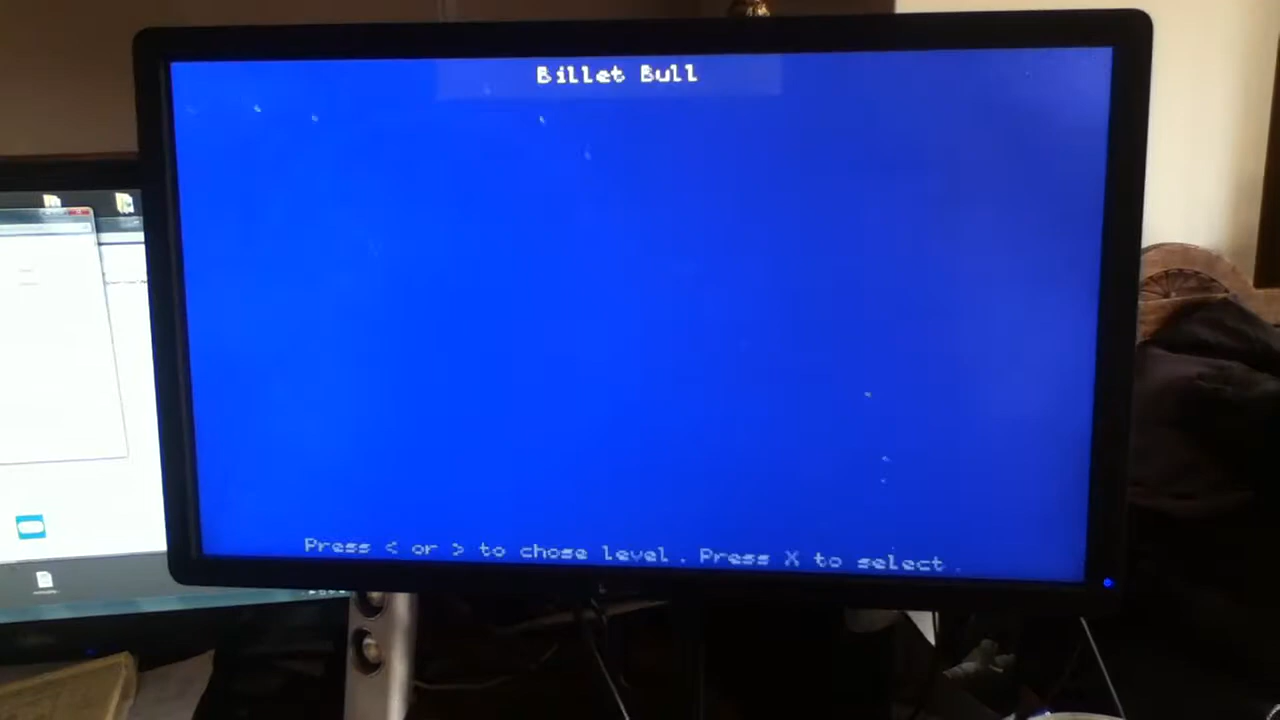 Billet Bull
Press < or > to chose level. Press X to select.